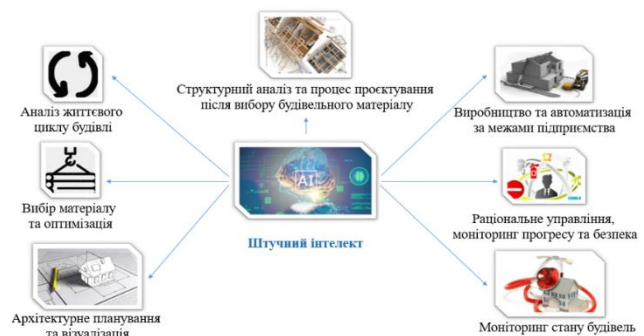 Структурний аналіз та процес проєктування
після вибору будівельного матеріалу
Аналіз життєвого
циклу будівлі
Виробництво та автоматизація
за межами підприємства
AI
Вибір матеріалу
та оптимізація
Раціональне управління,
моніторинг прогресу та безпека
Штучний інтелект
Архітектурне планування
та візуалізація
Моніторинг стану будівель